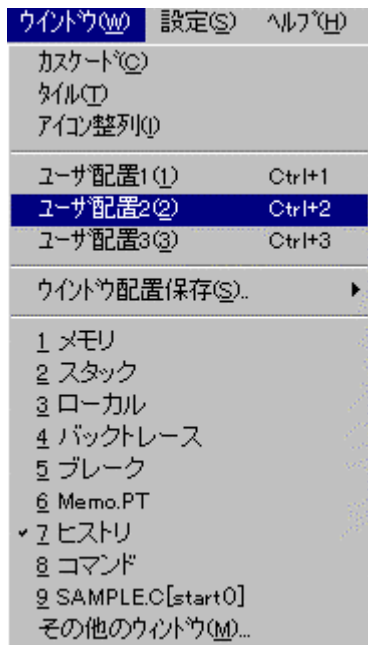 ウインドウ(W) 設定(S) ヘルプ(H)
カスケード(C)
タイル(T)
アイコン整列(I)
ユーザ配置1(1) Ctrl+1
ユーザ配置2(2) Ctrl+2
ユーザ配置3(3) Ctrl+3
ウインドウ配置保存(S)..
1 メモリ
2 スタック
3 ローカル
4 バックトレース
5 ブレーク
6 Memo.PT
7 ヒストリ
8 コマンド
9 SAMPLE.C[start0]
その他のウィンドウ(M)...